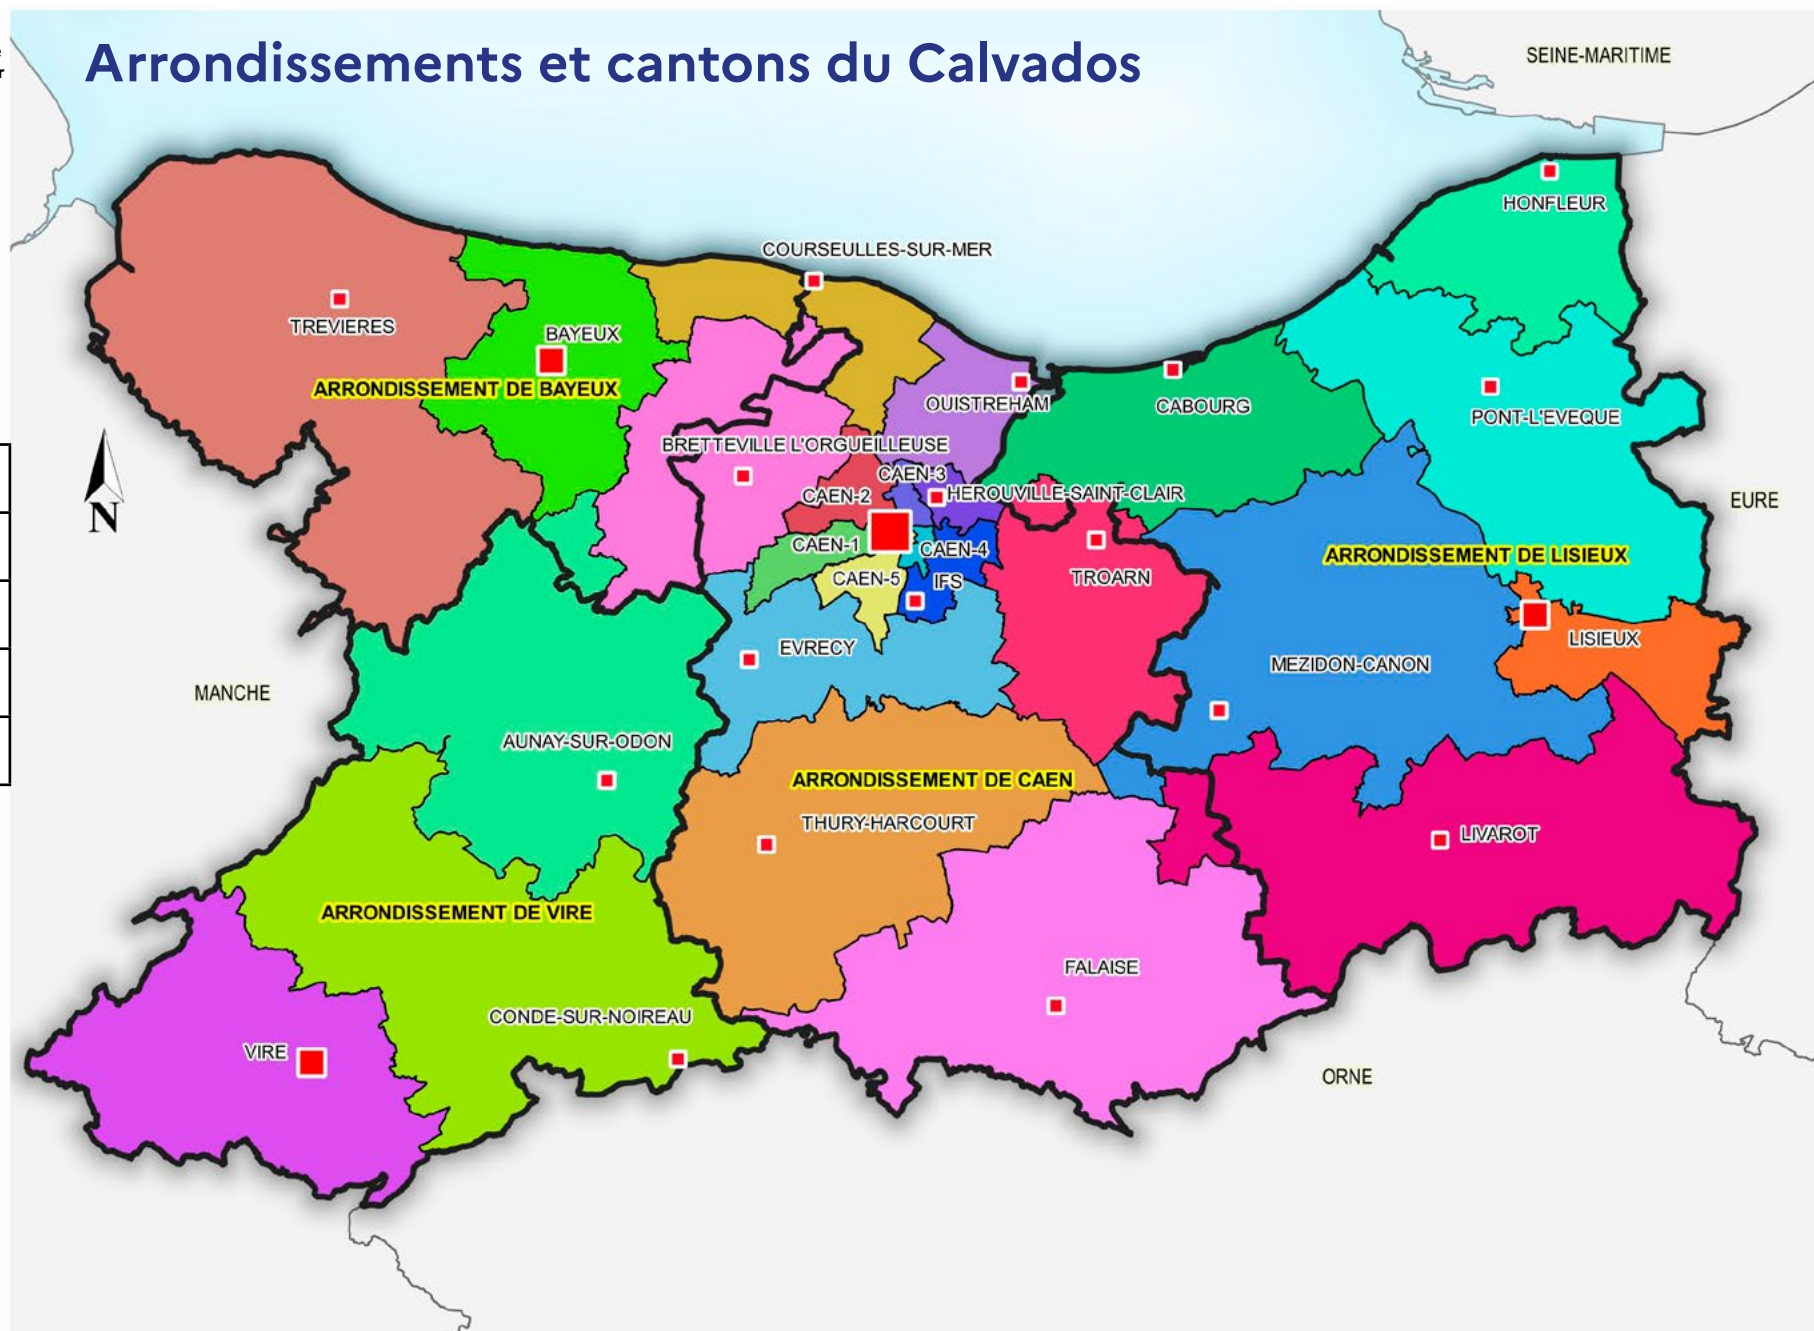 Arrondissements et cantons du Calvados
SEINE-MARITIME
HONFLEUR
COURSEULLES-SUR-MER
TREVIERES
BAYEUX
ARRONDISSEMENT DE BAYEUX
OUISTREHAM
CABOURG
PONT-L'EVEQUE
BRETTEVILLE L'ORGUEILLEUSE
CAEN-3
CAEN-2
HEROUVILLE-SAINT-CLAIR
EURE
N
CAEN-1
CAEN-4
ARRONDISSEMENT DE LISIEUX
CAEN-5
IFS
TROARN
LISIEUX
EVRECY
MEZIDON-CANON
MANCHE
AUNAY-SUR-ODON
ARRONDISSEMENT DE CAEN
THURY-HARCOURT
LIVAROT
ARRONDISSEMENT DE VIRE
FALAISE
CONDE-SUR-NOIREAU
VIRE
ORNE